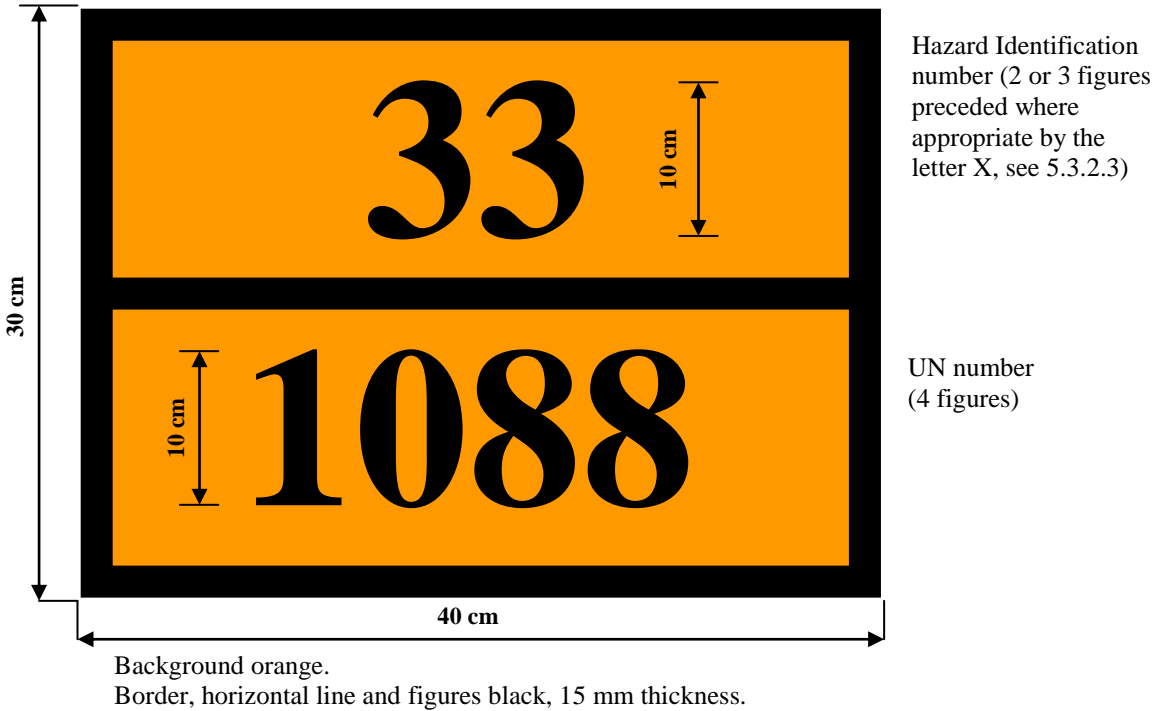 33
10 cm
Hazard Identification
number (2 or 3 figures
preceded where
appropriate by the
letter X, see 5.3.2.3)
30 cm
10 cm
1088
UN number
(4 figures)
40 cm
Background orange.
Border, horizontal line and figures black, 15 mm thickness.